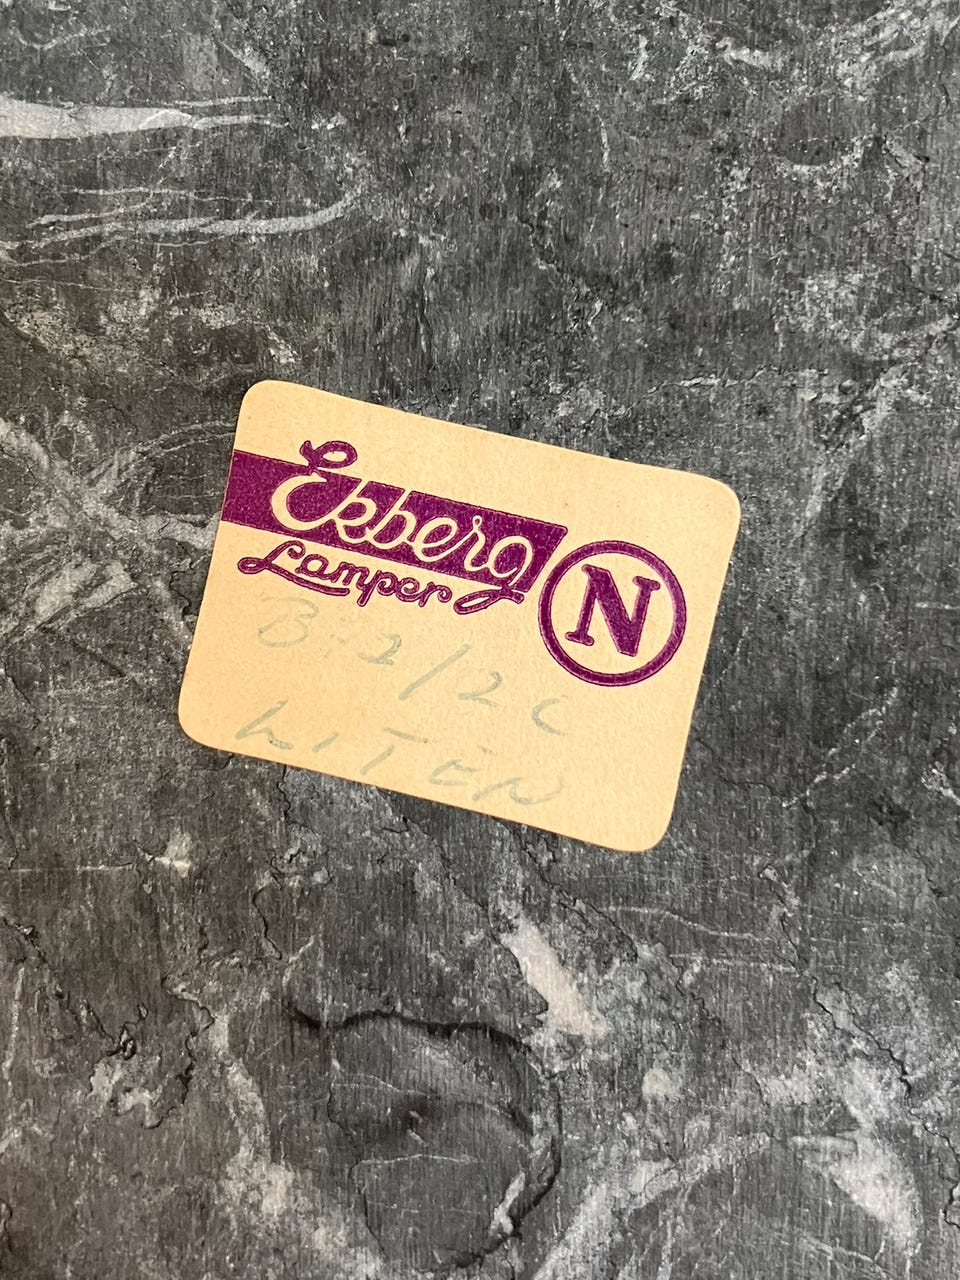 Ekberg
Lamper
N
B:2/2C
LITEN